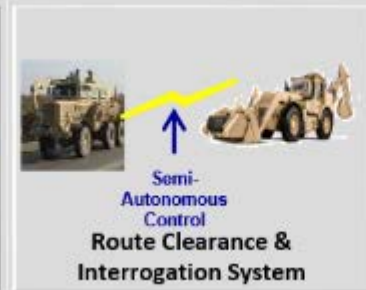 Semi-
Autonomous
Control
Route Clearance &
Interrogation System